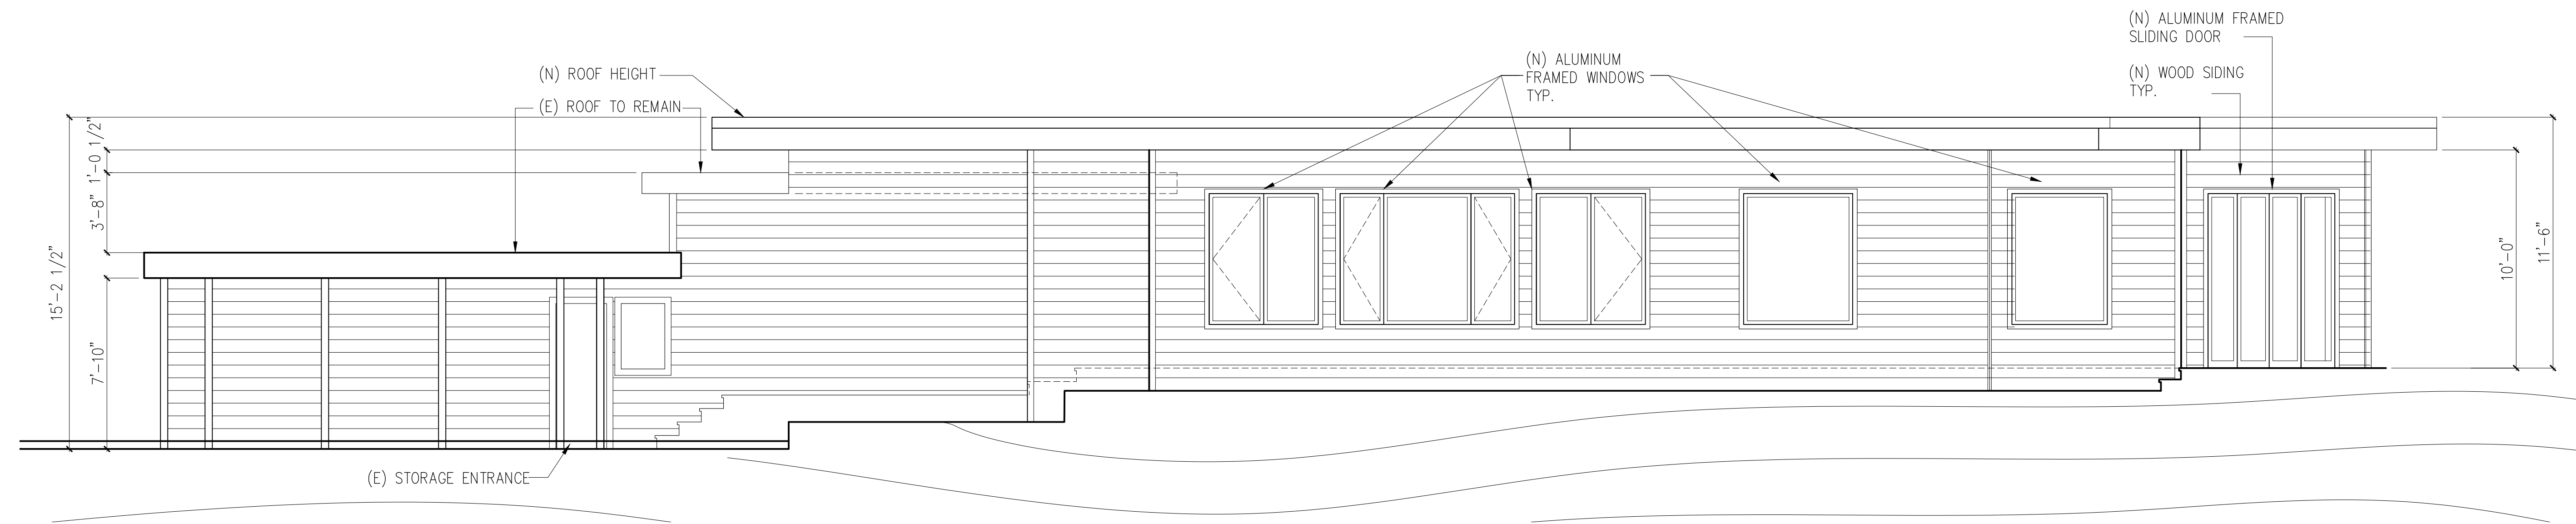 (N) ALUMINUM FRAMED
SLIDING DOOR
(N) ALUMINUM
FRAMED WINDOWS
TYP.
(N) ROOF HEIGHT
(N) WOOD SIDING
TYP.
(E) ROOF TO REMAIN
1'-0 1/2"
3'-8"
15'-2 1/2"
7'-10"
10'-0"
11'-6"
(E) STORAGE ENTRANCE